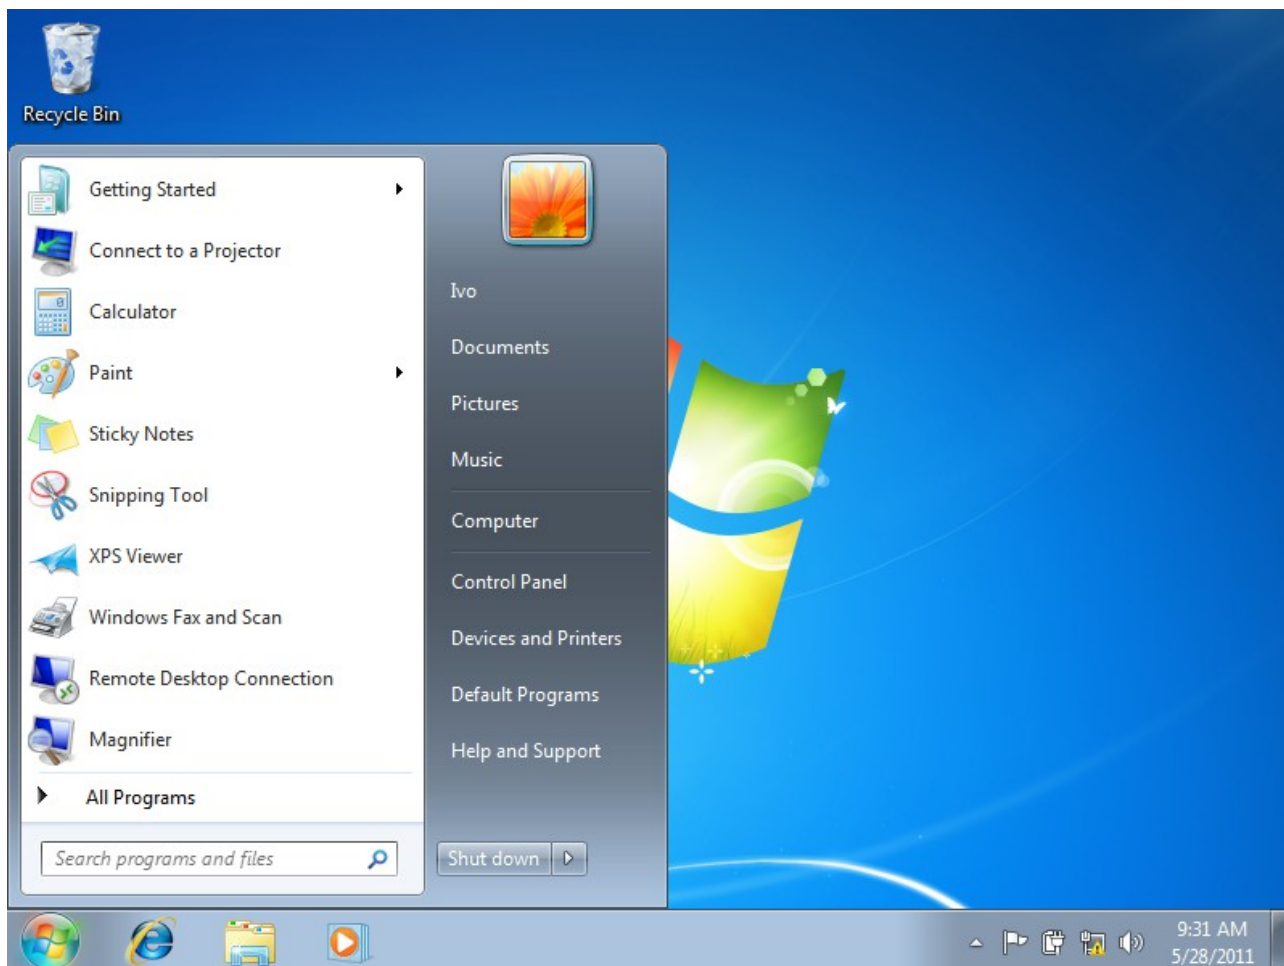 Recycle Bin
Getting Started
Connect to a Projector
Calculator
Paint
Sticky Notes
Snipping Tool
XPS Viewer
Windows Fax and Scan
Remote Desktop Connection
Magnifier
All Programs
Search programs and files
Ivo
Documents
Pictures
Music
Computer
Control Panel
Devices and Printers
Default Programs
Help and Support
Shut down
9:31 AM
5/28/2011